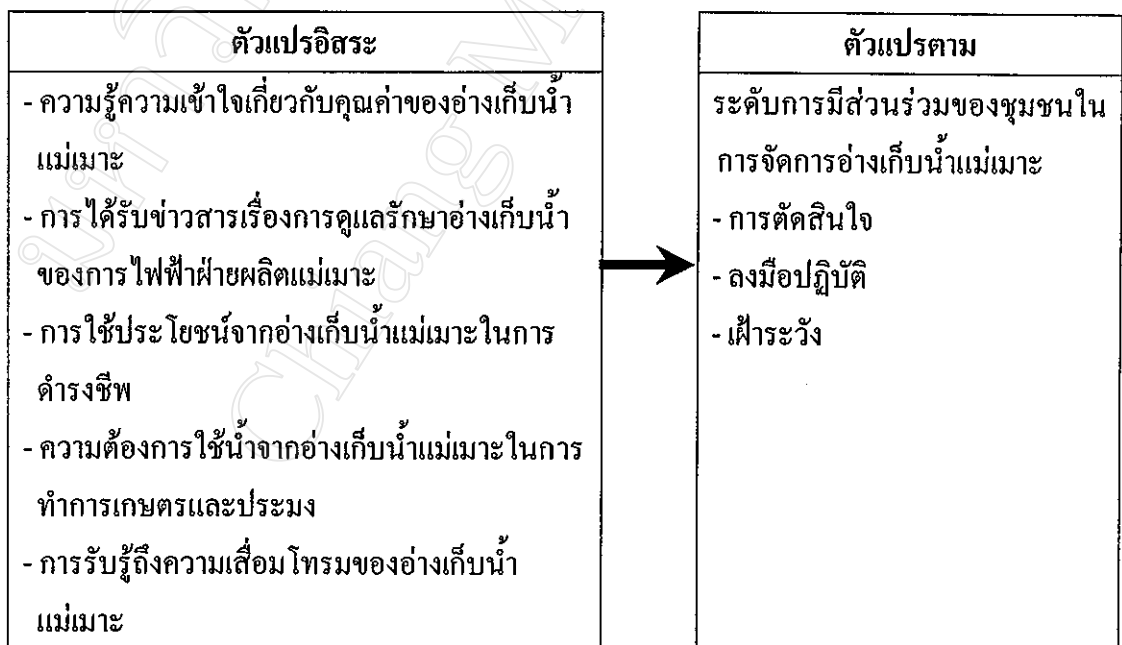 ตัวแปรอิสระ
- ความรู้ความเข้าใจเกี่ยวกับคุณค่าของอ่างเก็บน้ำ
แม่เมาะ
- การได้รับข่าวสารเรื่องการดูแลรักษาอ่างเก็บน้ำ
ของการไฟฟ้าฝ่ายผลิตแม่เมาะ
- การใช้ประโยชน์จากอ่างเก็บน้ำแม่เมาะในการ
ดำรงชีพ
- ความต้องการใช้น้ำจากอ่างเก็บน้ำแม่เมาะในการ
ทำการเกษตรและประมง
- การรับรู้ถึงความเสื่อมโทรมของอ่างเก็บน้ำ
แม่เมาะ
ตัวแปรตาม
ระดับการมีส่วนร่วมของชุมชนใน
การจัดการอ่างเก็บน้ำแม่เมาะ
- การตัดสินใจ
- ลงมือปฏิบัติ
- เฝ้าระวัง
Chiang M